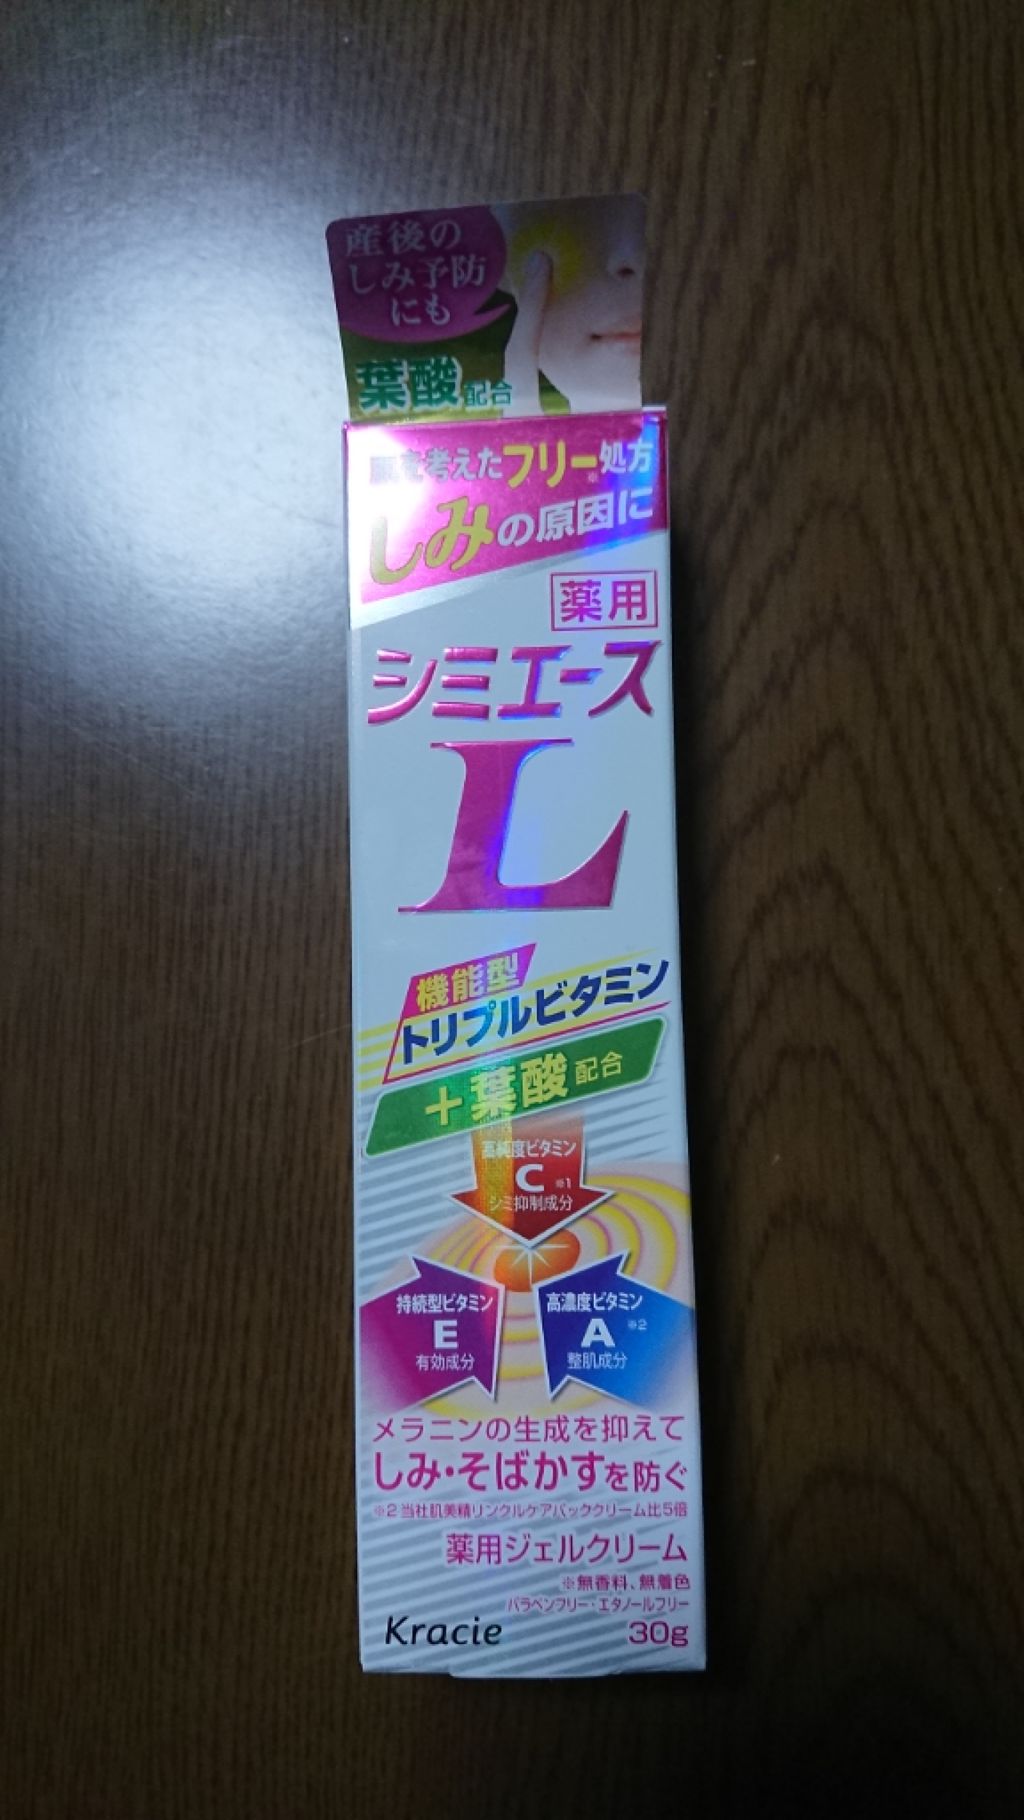 産後の
しみ予防
にも
葉酸配合
を考えたフリー※処方
しみの原因に
薬用
シミエース
L
機能型
トリプルビタミン
+葉酸配合
高純度ビタミン
C ※1
シミ抑制成分
持続型ビタミン
E
有効成分
高濃度ビタミン
A ※2
整肌成分
メラニンの生成を抑えて
しみ・そばかすを防ぐ
※2 当社肌美精リンクルケアパッククリーム比5倍
薬用ジェルクリーム
※無香料、無着色
パラベンフリー・エタノールフリー
Kracie
30g